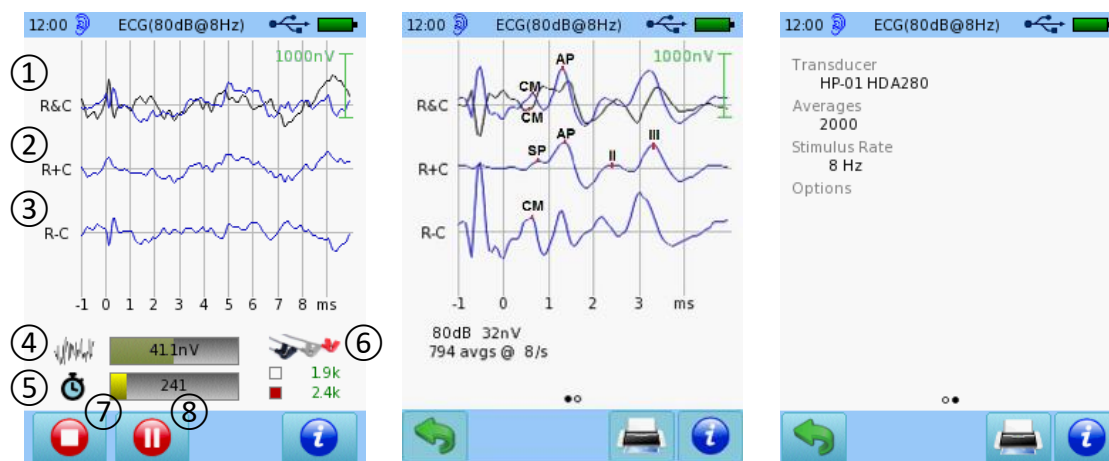 12:00 ECG(80dB@8Hz)
1000nV
① R&C
② R+C
③ R-C
-1 0 1 2 3 4 5 6 7 8 ms
④ 41.1nV ⑥
1.9k
⑤ 241
2.4k
⑦ ⑧
i
12:00 ECG(80dB@8Hz)
1000nV
AP
CM
R&C
CM
AP III
SP II
R+C
CM
R-C
-1 0 1 2 3 ms
80dB 32nV
794 avgs @ 8/s
i
12:00 ECG(80dB@8Hz)
Transducer
HP-01 HDA280
Averages
2000
Stimulus Rate
8 Hz
Options
i